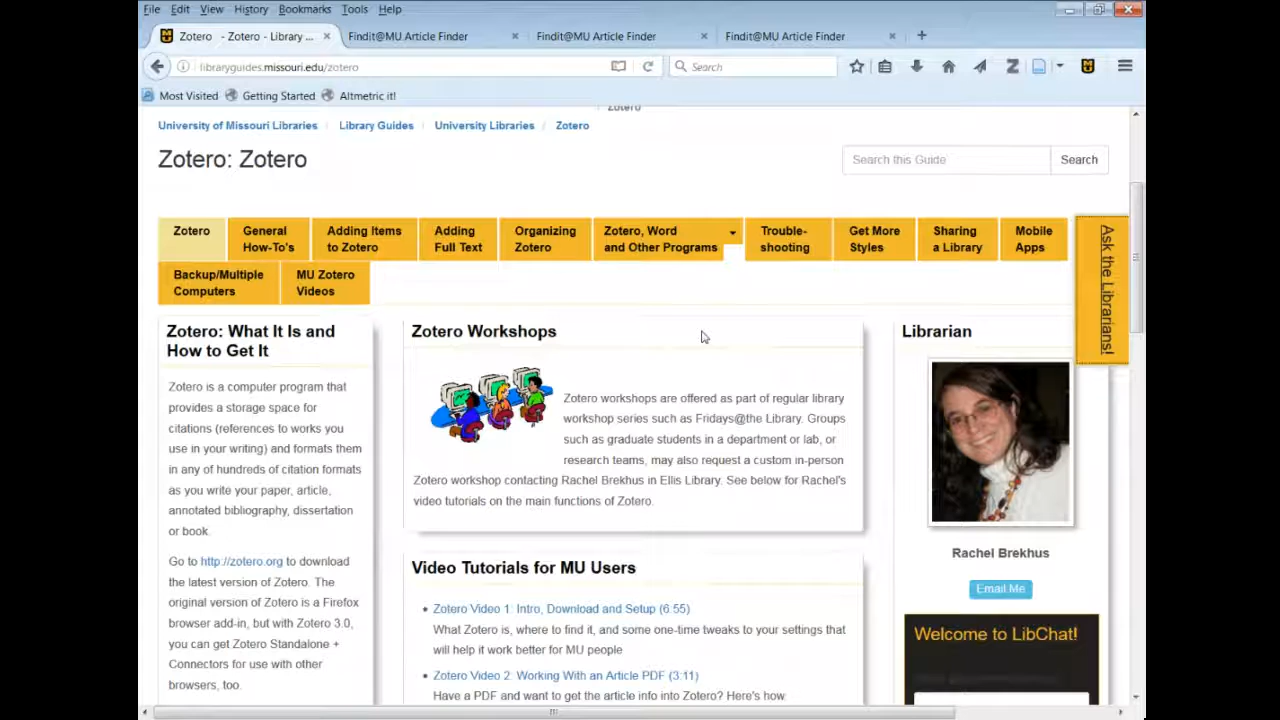 File Edit View History Bookmarks Tools Help
Zotero - Zotero - Library ... × Findit@MU Article Finder × Findit@MU Article Finder × Findit@MU Article Finder × +
libraryguides.missouri.edu/zotero Search
Most Visited Getting Started Altmetric it!
Zotero
University of Missouri Libraries Library Guides University Libraries Zotero
Zotero: Zotero
Search this Guide Search
Zotero
General How-To's
Adding Items to Zotero
Adding Full Text
Organizing Zotero
Zotero, Word and Other Programs
Trouble-shooting
Get More Styles
Sharing a Library
Mobile Apps
Backup/Multiple Computers
MU Zotero Videos
Ask the Librarians!
Zotero: What It Is and
How to Get It
Zotero is a computer program that
provides a storage space for
citations (references to works you
use in your writing) and formats them
in any of hundreds of citation formats
as you write your paper, article,
annotated bibliography, dissertation
or book.
Go to http://zotero.org to download
the latest version of Zotero. The
original version of Zotero is a Firefox
browser add-in, but with Zotero 3.0,
you can get Zotero Standalone +
Connectors for use with other
browsers, too.
Zotero Workshops
Zotero workshops are offered as part of regular library
workshop series such as Fridays@the Library. Groups
such as graduate students in a department or lab, or
research teams, may also request a custom in-person
Zotero workshop contacting Rachel Brekhus in Ellis Library. See below for Rachel's
video tutorials on the main functions of Zotero.
Video Tutorials for MU Users
• Zotero Video 1: Intro, Download and Setup (6:55)
What Zotero is, where to find it, and some one-time tweaks to your settings that
will help it work better for MU people
• Zotero Video 2: Working With an Article PDF (3:11)
Have a PDF and want to get the article info into Zotero? Here's how.
Librarian
Rachel Brekhus
Email Me
Welcome to LibChat!